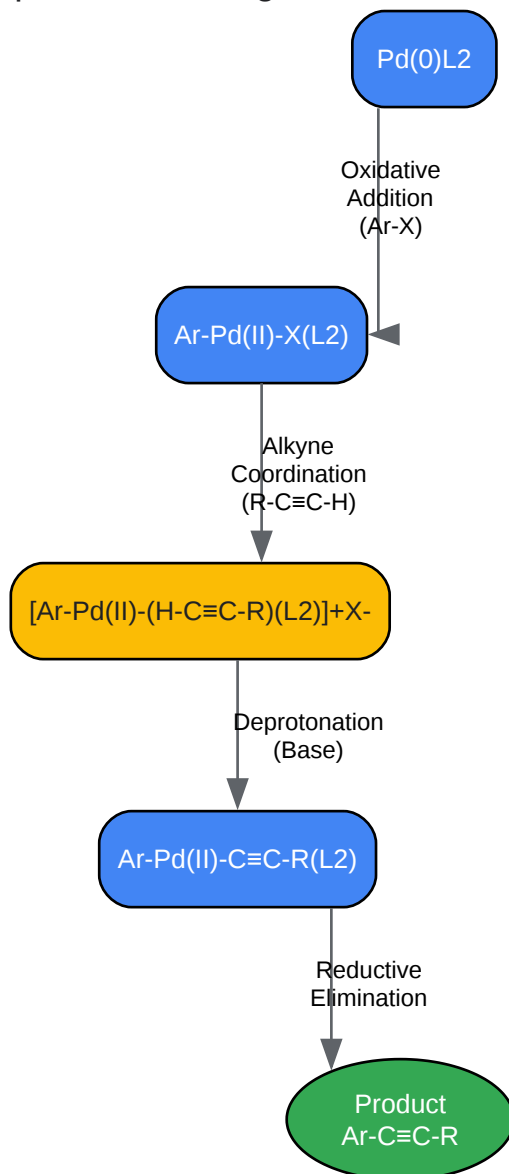 Pd(0)L2
Oxidative
Addition
(Ar-X)
Ar-Pd(II)-X(L2)
Alkyne
Coordination
(R-C≡C-H)
[Ar-Pd(II)-(H-C≡C-R)(L2)]+X-
Deprotonation
(Base)
Ar-Pd(II)-C≡C-R(L2)
Reductive
Elimination
Product
Ar-C≡C-R